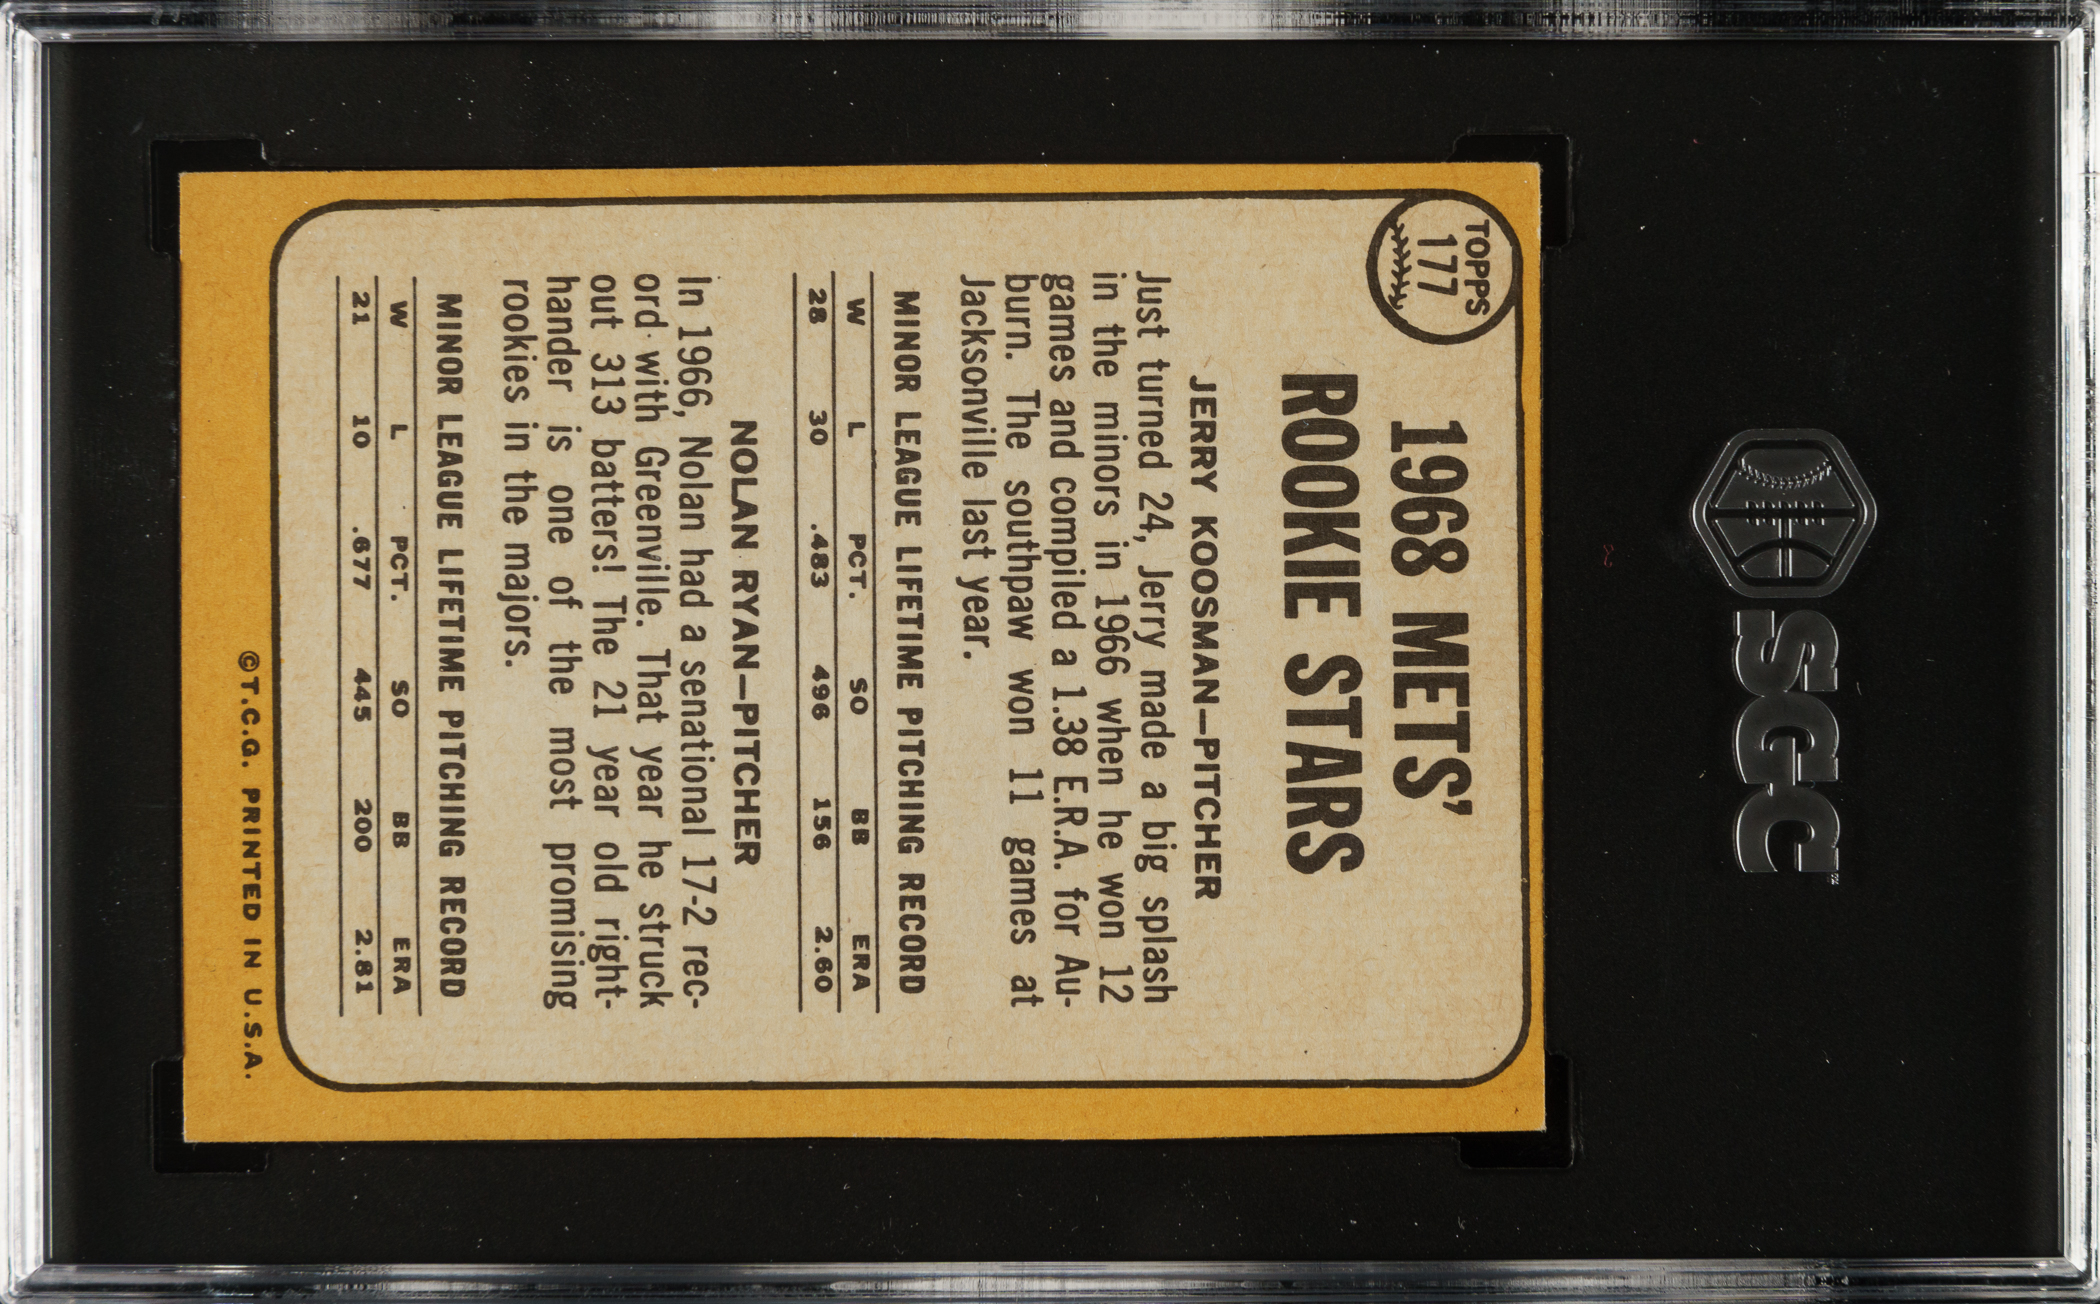 SGC
TOPPS
177
1968 METS'
ROOKIE STARS
JERRY KOOSMAN—PITCHER
Just turned 24, Jerry made a big splash
in the minors in 1966 when he won 12
games and compiled a 1.38 E.R.A. for Au-
burn. The southpaw won 11 games at
Jacksonville last year.
MINOR LEAGUE LIFETIME PITCHING RECORD
W L PCT. SO BB ERA
28 30 .483 496 156 2.60
NOLAN RYAN—PITCHER
In 1966, Nolan had a senational 17-2 rec-
ord with Greenville. That year he struck
out 313 batters! The 21 year old right-
hander is one of the most promising
rookies in the majors.
MINOR LEAGUE LIFETIME PITCHING RECORD
W L PCT. SO BB ERA
21 10 .677 445 200 2.81
©T.C.G. PRINTED IN U.S.A.